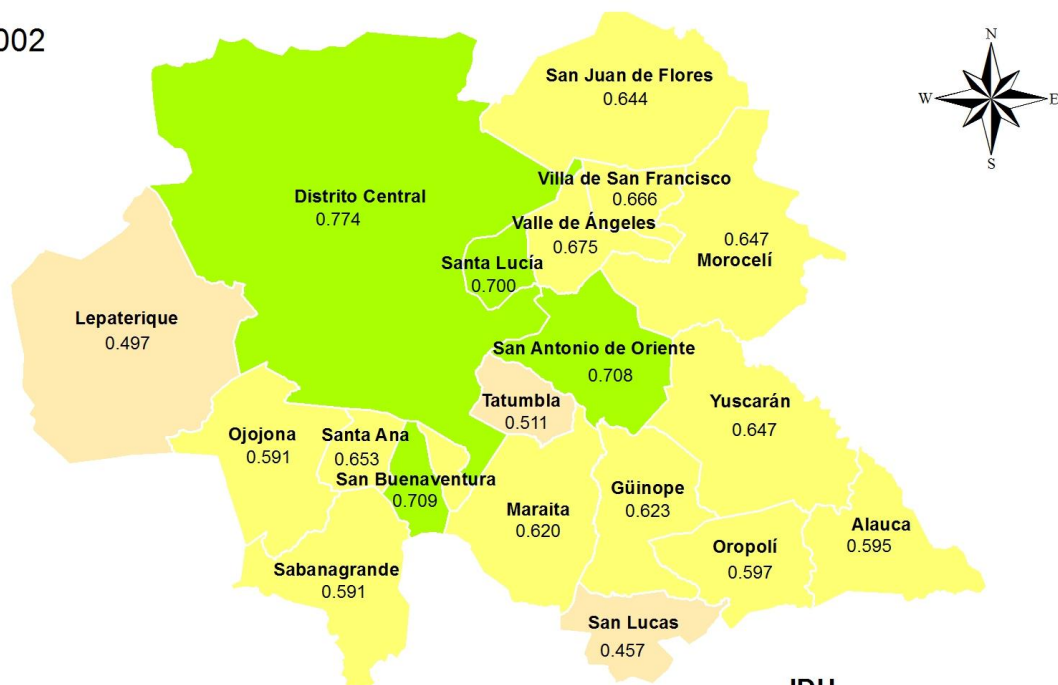 002
N
W
E
S
San Juan de Flores
0.644
Distrito Central
0.774
Villa de San Francisco
0.666
Valle de Ángeles
0.675
0.647
Morocelí
Santa Lucía
0.700
Lepaterique
0.497
San Antonio de Oriente
0.708
Tatumbla
0.511
Yuscarán
0.647
Ojojona
0.591
Santa Ana
0.653
San Buenaventura
0.709
Maraita
0.620
Güinope
0.623
Alauca
0.595
Oropolí
0.597
Sabanagrande
0.591
San Lucas
0.457